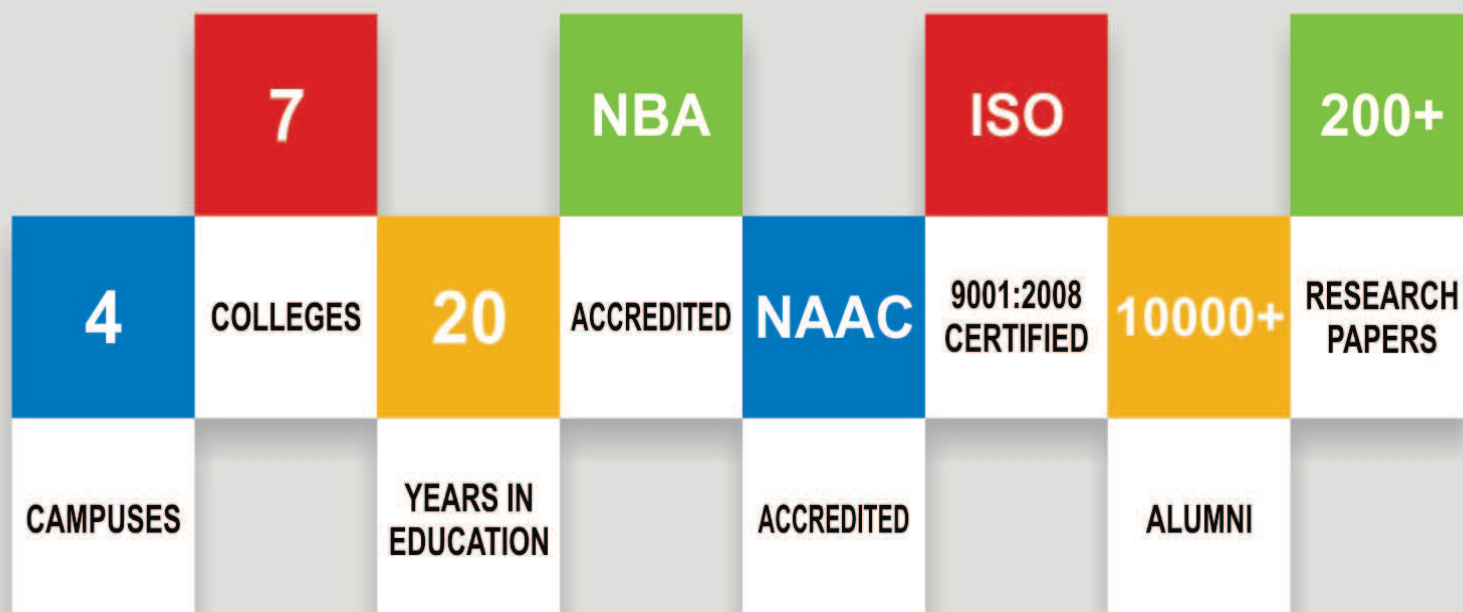 4
CAMPUSES
7
COLLEGES
20
YEARS IN
EDUCATION
NBA
ACCREDITED
NAAC
ACCREDITED
ISO
9001:2008
CERTIFIED
10000+
ALUMNI
200+
RESEARCH
PAPERS